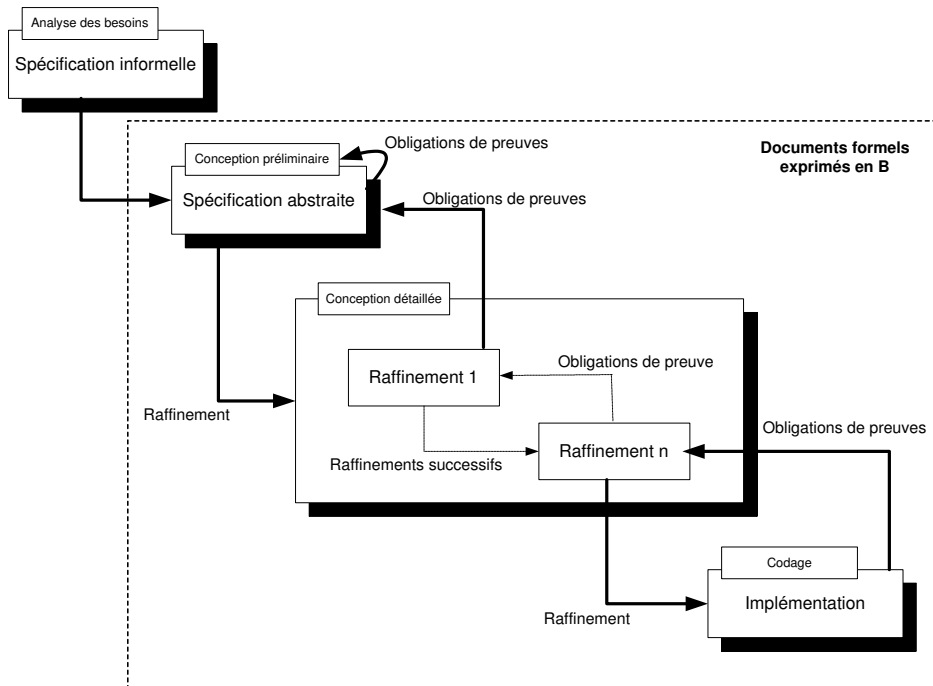 Analyse des besoins
Spécification informelle
Obligations de preuves
Documents formels
exprimés en B
Conception préliminaire
Spécification abstraite
Obligations de preuves
Conception détaillée
Raffinement 1
Obligations de preuve
Raffinement
Obligations de preuves
Raffinement n
Raffinements successifs
Codage
Implémentation
Raffinement